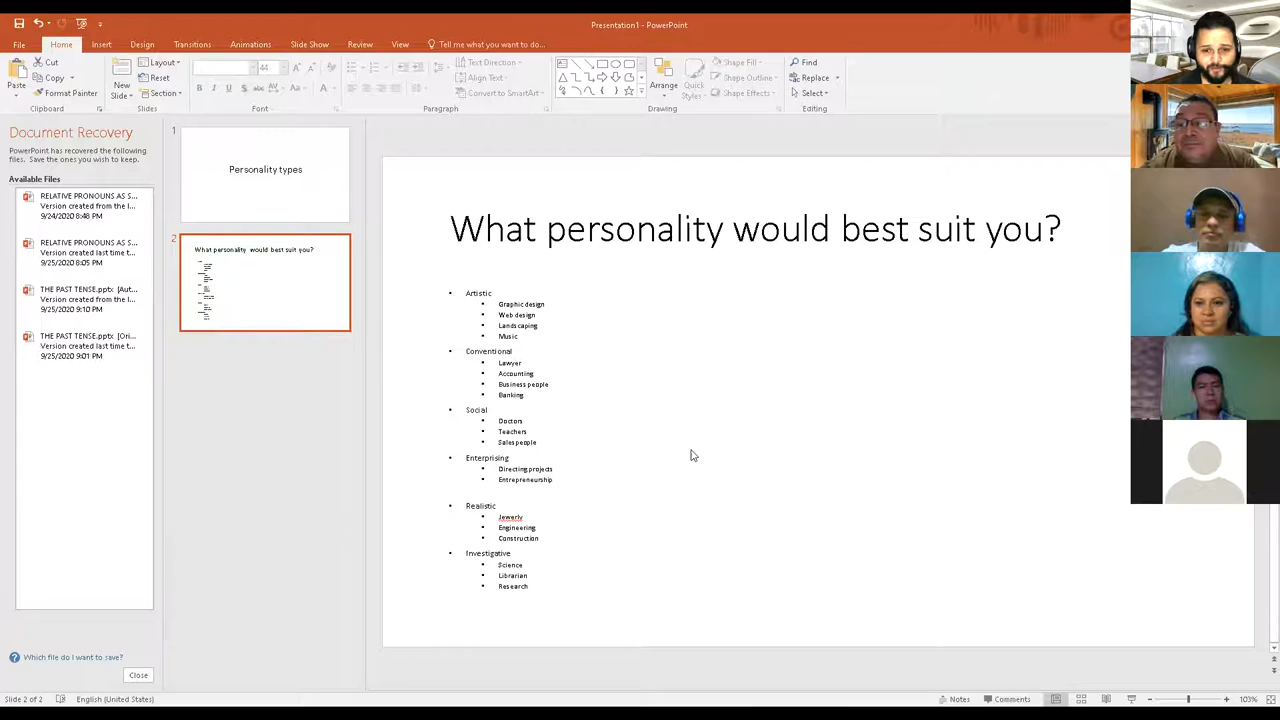 Presentation1 - PowerPoint
File Home Insert Design Transitions Animations Slide Show Review View Tell me what you want to do...
Paste
Cut
Copy
Format Painter
Clipboard
New
Slide
Layout
Reset
Section
Slides
44
Font
Text Direction
Align Text
Convert to SmartArt
Paragraph
Arrange
Quick
Styles
Shape Fill
Shape Outline
Shape Effects
Drawing
Find
Replace
Select
Editing
Document Recovery
PowerPoint has recovered the following
files. Save the ones you wish to keep.
Available Files
RELATIVE PRONOUNS AS S...
Version created from the l...
9/24/2020 8:48 PM
RELATIVE PRONOUNS AS S...
Version created last time t...
9/25/2020 8:05 PM
THE PAST TENSE.pptx [Aut...
Version created from the l...
9/25/2020 9:10 PM
THE PAST TENSE.pptx [Ori...
Version created last time t...
9/25/2020 9:01 PM
Which file do I want to save?
Close
1
Personality types
2
What personality would best suit you?
What personality would best suit you?
• Artistic
• Graphic design
• Web design
• Landscaping
• Music
• Conventional
• Lawyer
• Accounting
• Business people
• Banking
• Social
• Doctors
• Teachers
• Salespeople
• Enterprising
• Directing projects
• Entrepreneurship
• Realistic
• Jewerly
• Engineering
• Construction
• Investigative
• Science
• Librarian
• Research
Slide 2 of 2 English (United States) Notes Comments 103%